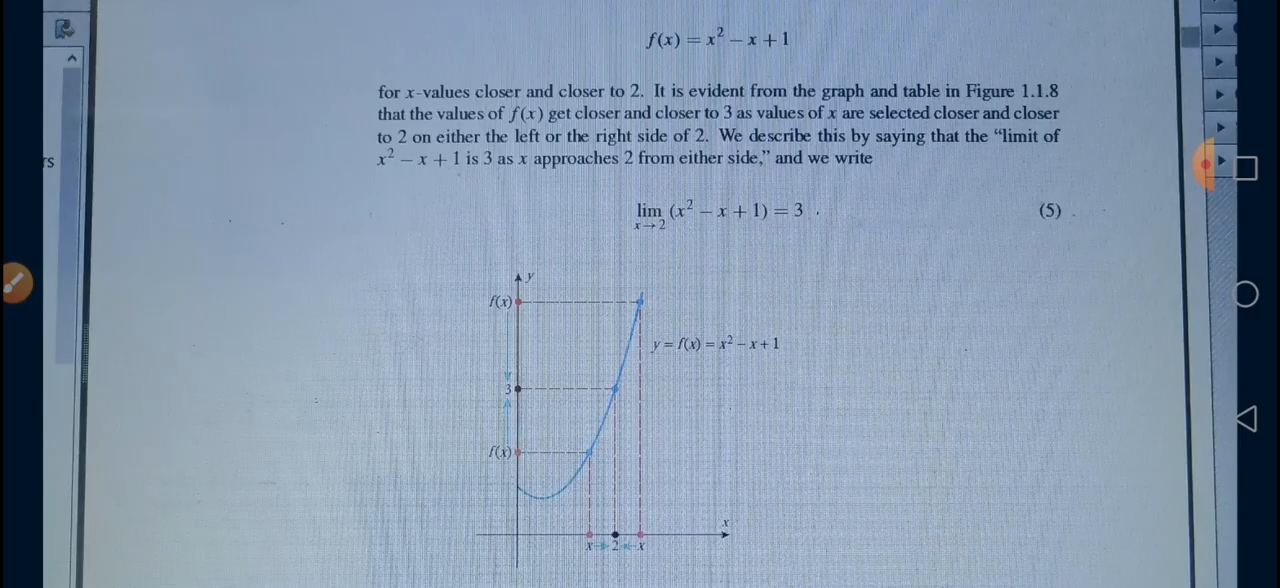 f(x) = x² − x + 1
for x-values closer and closer to 2. It is evident from the graph and table in Figure 1.1.8
that the values of f(x) get closer and closer to 3 as values of x are selected closer and closer
to 2 on either the left or the right side of 2. We describe this by saying that the “limit of
x² − x + 1 is 3 as x approaches 2 from either side,” and we write
rs
lim (x² − x + 1) = 3 . (5)
x→2
y
f(x)
y = f(x) = x² − x + 1
3
f(x)
x
x 2 x